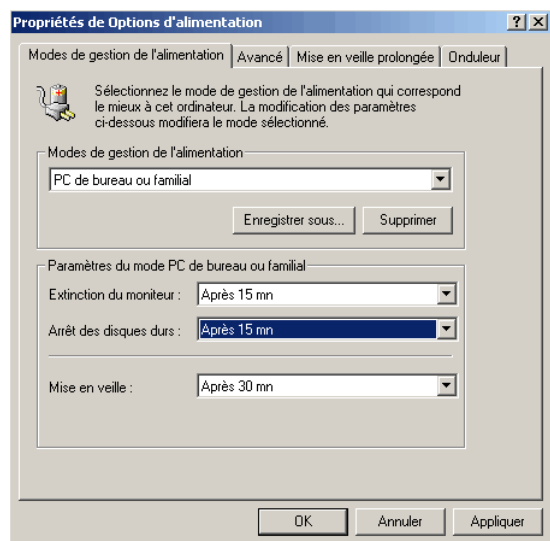 Propriétés de Options d'alimentation
Modes de gestion de l'alimentation Avancé Mise en veille prolongée Onduleur
Sélectionnez le mode de gestion de l'alimentation qui correspond
le mieux à cet ordinateur. La modification des paramètres
ci-dessous modifiera le mode sélectionné.
Modes de gestion de l'alimentation
PC de bureau ou familial
Enregistrer sous... Supprimer
Paramètres du mode PC de bureau ou familial
Extinction du moniteur : Après 15 mn
Arrêt des disques durs : Après 15 mn
Mise en veille : Après 30 mn
OK Annuler Appliquer